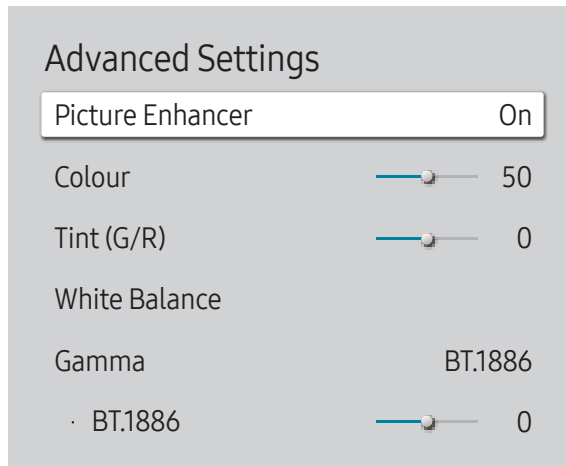 Advanced Settings
Picture Enhancer On
Colour 50
Tint (G/R) 0
White Balance
Gamma BT.1886
· BT.1886 0